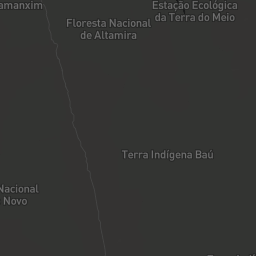 amanxim
Estação Ecológica
da Terra do Meio
Floresta Nacional
de Altamira
Terra Indígena Baú
Nacional
Novo